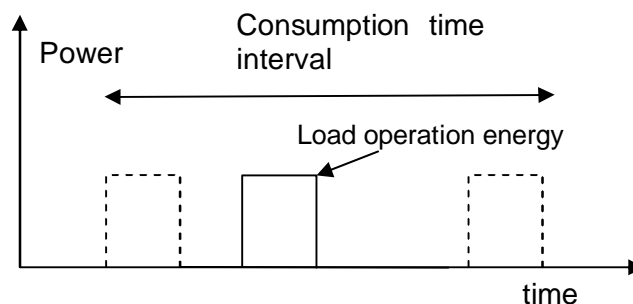 Power
Consumption time
interval
Load operation energy
time